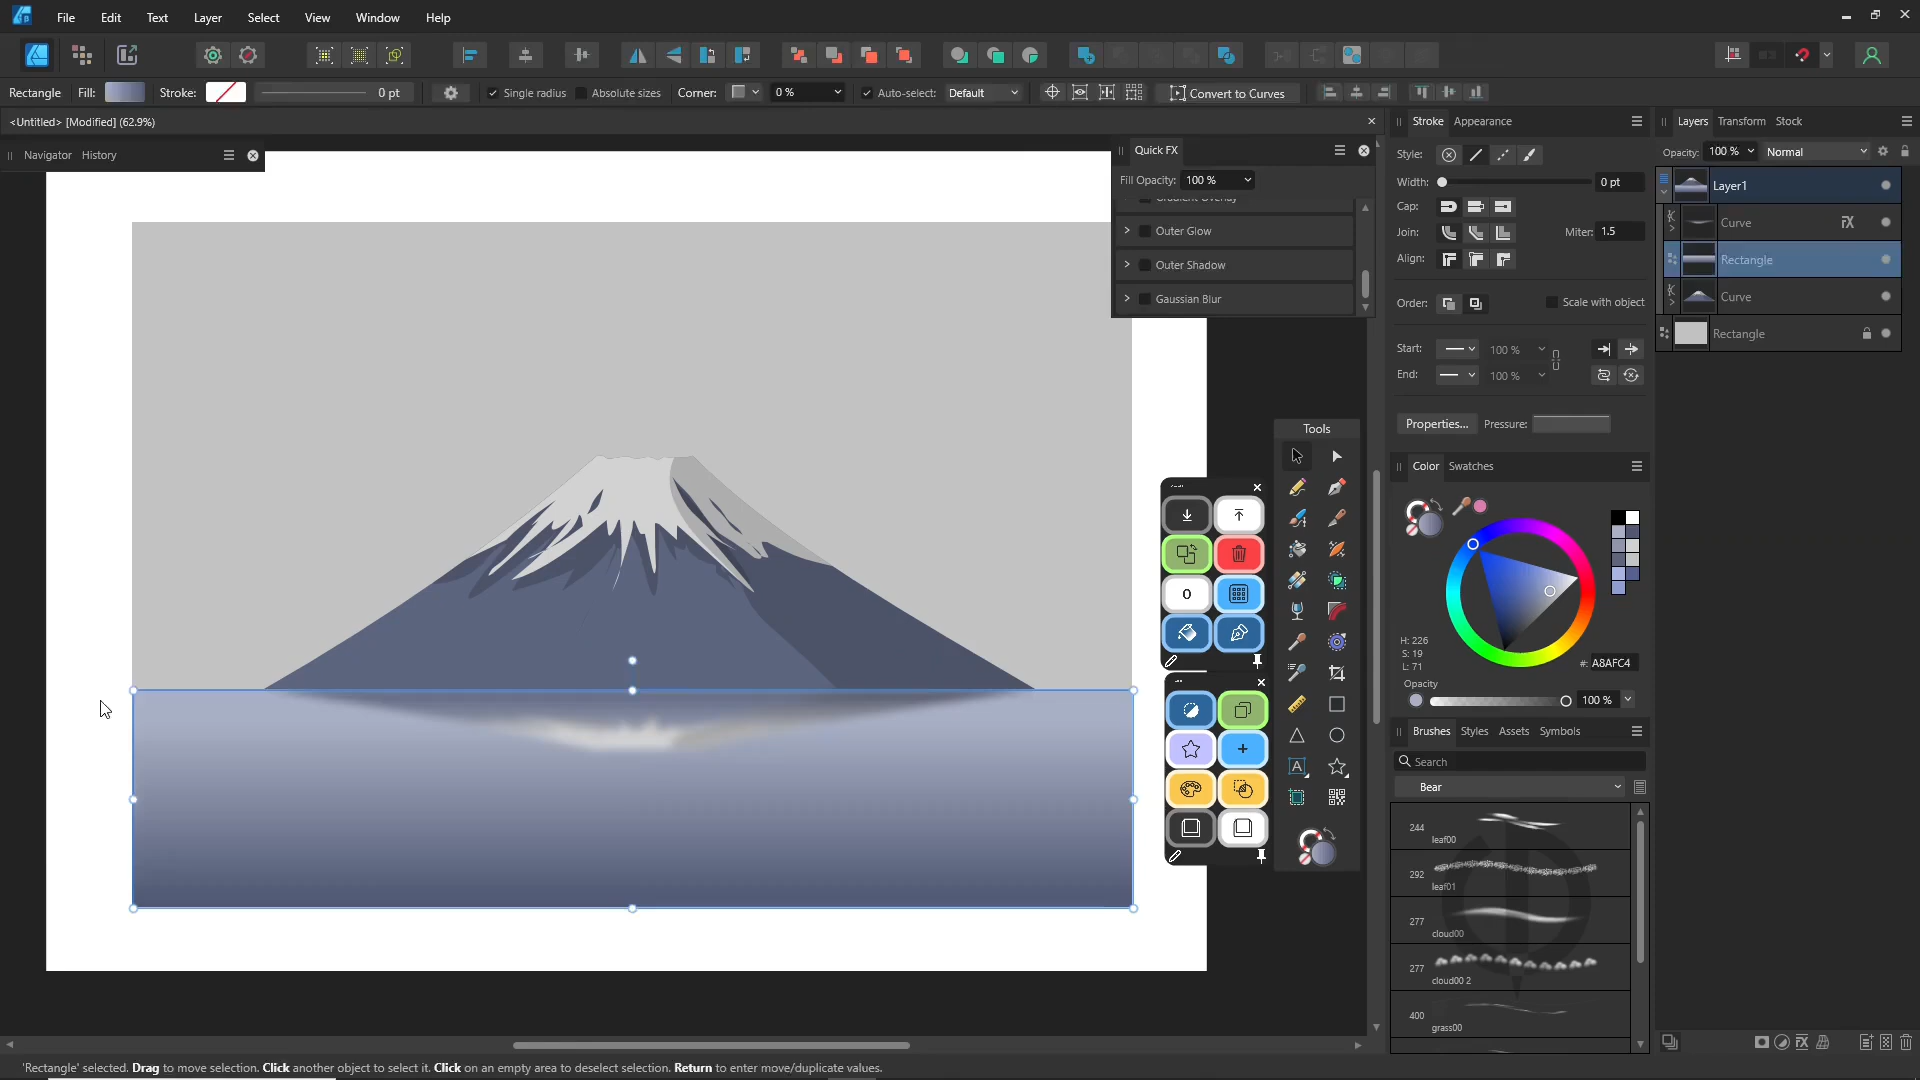 File Edit Text Layer Select View Window Help
Rectangle Fill: Stroke: 0 pt Single radius Absolute sizes Corner: 0 % Auto-select: Default Convert to Curves
<Untitled> [Modified] (62.9%)
Navigator History
Quick FX
Fill Opacity: 100 %
Gradient Overlay
Outer Glow
Outer Shadow
Gaussian Blur
Tools
0
Stroke Appearance
Style:
Width: 0 pt
Cap:
Join: Miter: 1.5
Align:
Order: Scale with object
Start: 100 %
End: 100 %
Properties... Pressure:
Color Swatches
H: 226
S: 19
L: 71
#: A8AFC4
Opacity
100 %
Brushes Styles Assets Symbols
Search
Bear
244 leaf00
292 leaf01
277 cloud00
277 cloud00 2
400 grass00
Layers Transform Stock
Opacity: 100 % Normal
Layer1
Curve FX
Rectangle
Curve
Rectangle
'Rectangle' selected. Drag to move selection. Click another object to select it. Click on an empty area to deselect selection. Return to enter move/duplicate values.